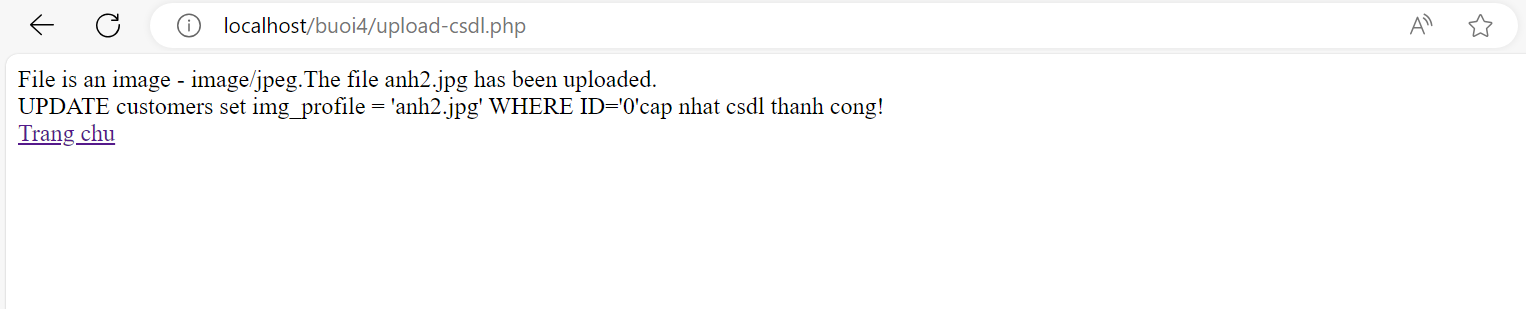 localhost/buoi4/upload-csdl.php
File is an image - image/jpeg.The file anh2.jpg has been uploaded.
UPDATE customers set img_profile = 'anh2.jpg' WHERE ID='0'cap nhat csdl thanh cong!
Trang chu